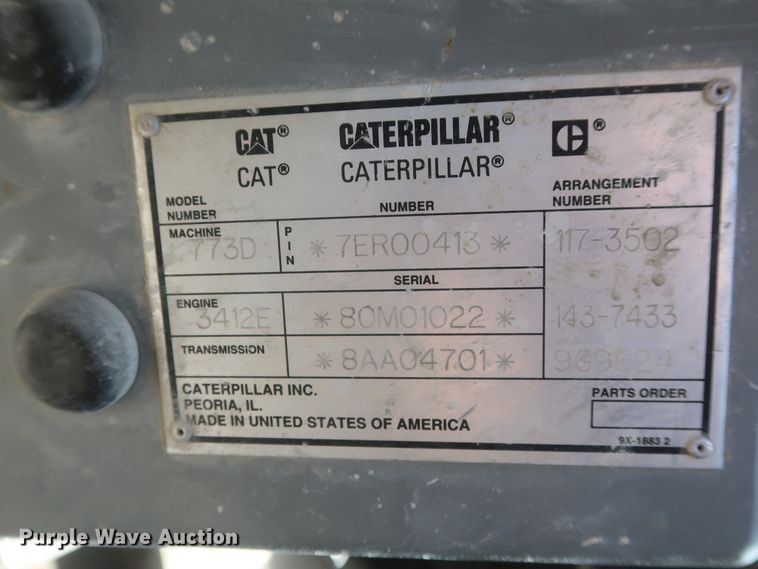 CAT® CATERPILLAR® ®
CAT® CATERPILLAR®
MODEL NUMBER NUMBER ARRANGEMENT NUMBER
MACHINE 773D PIN *7ER00413* 117-3502
SERIAL
ENGINE 3412E *80M01022* 143-7433
TRANSMISSION *8AA04701*
CATERPILLAR INC. PARTS ORDER
PEORIA, IL.
MADE IN UNITED STATES OF AMERICA
9X-1883 2
Purple Wave Auction